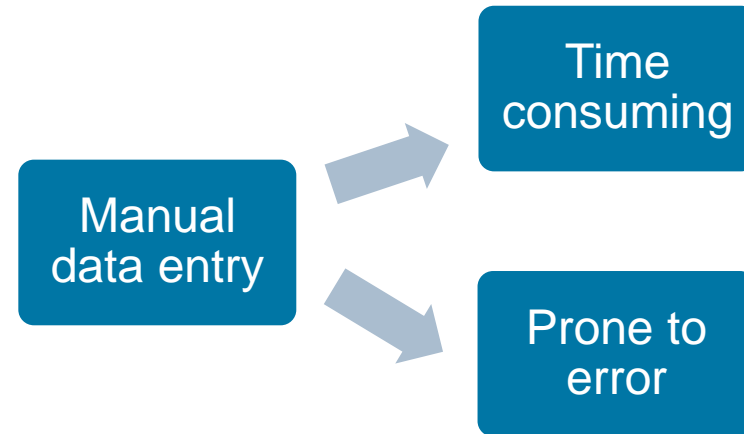 Manual
data entry
Time
consuming
Prone to
error